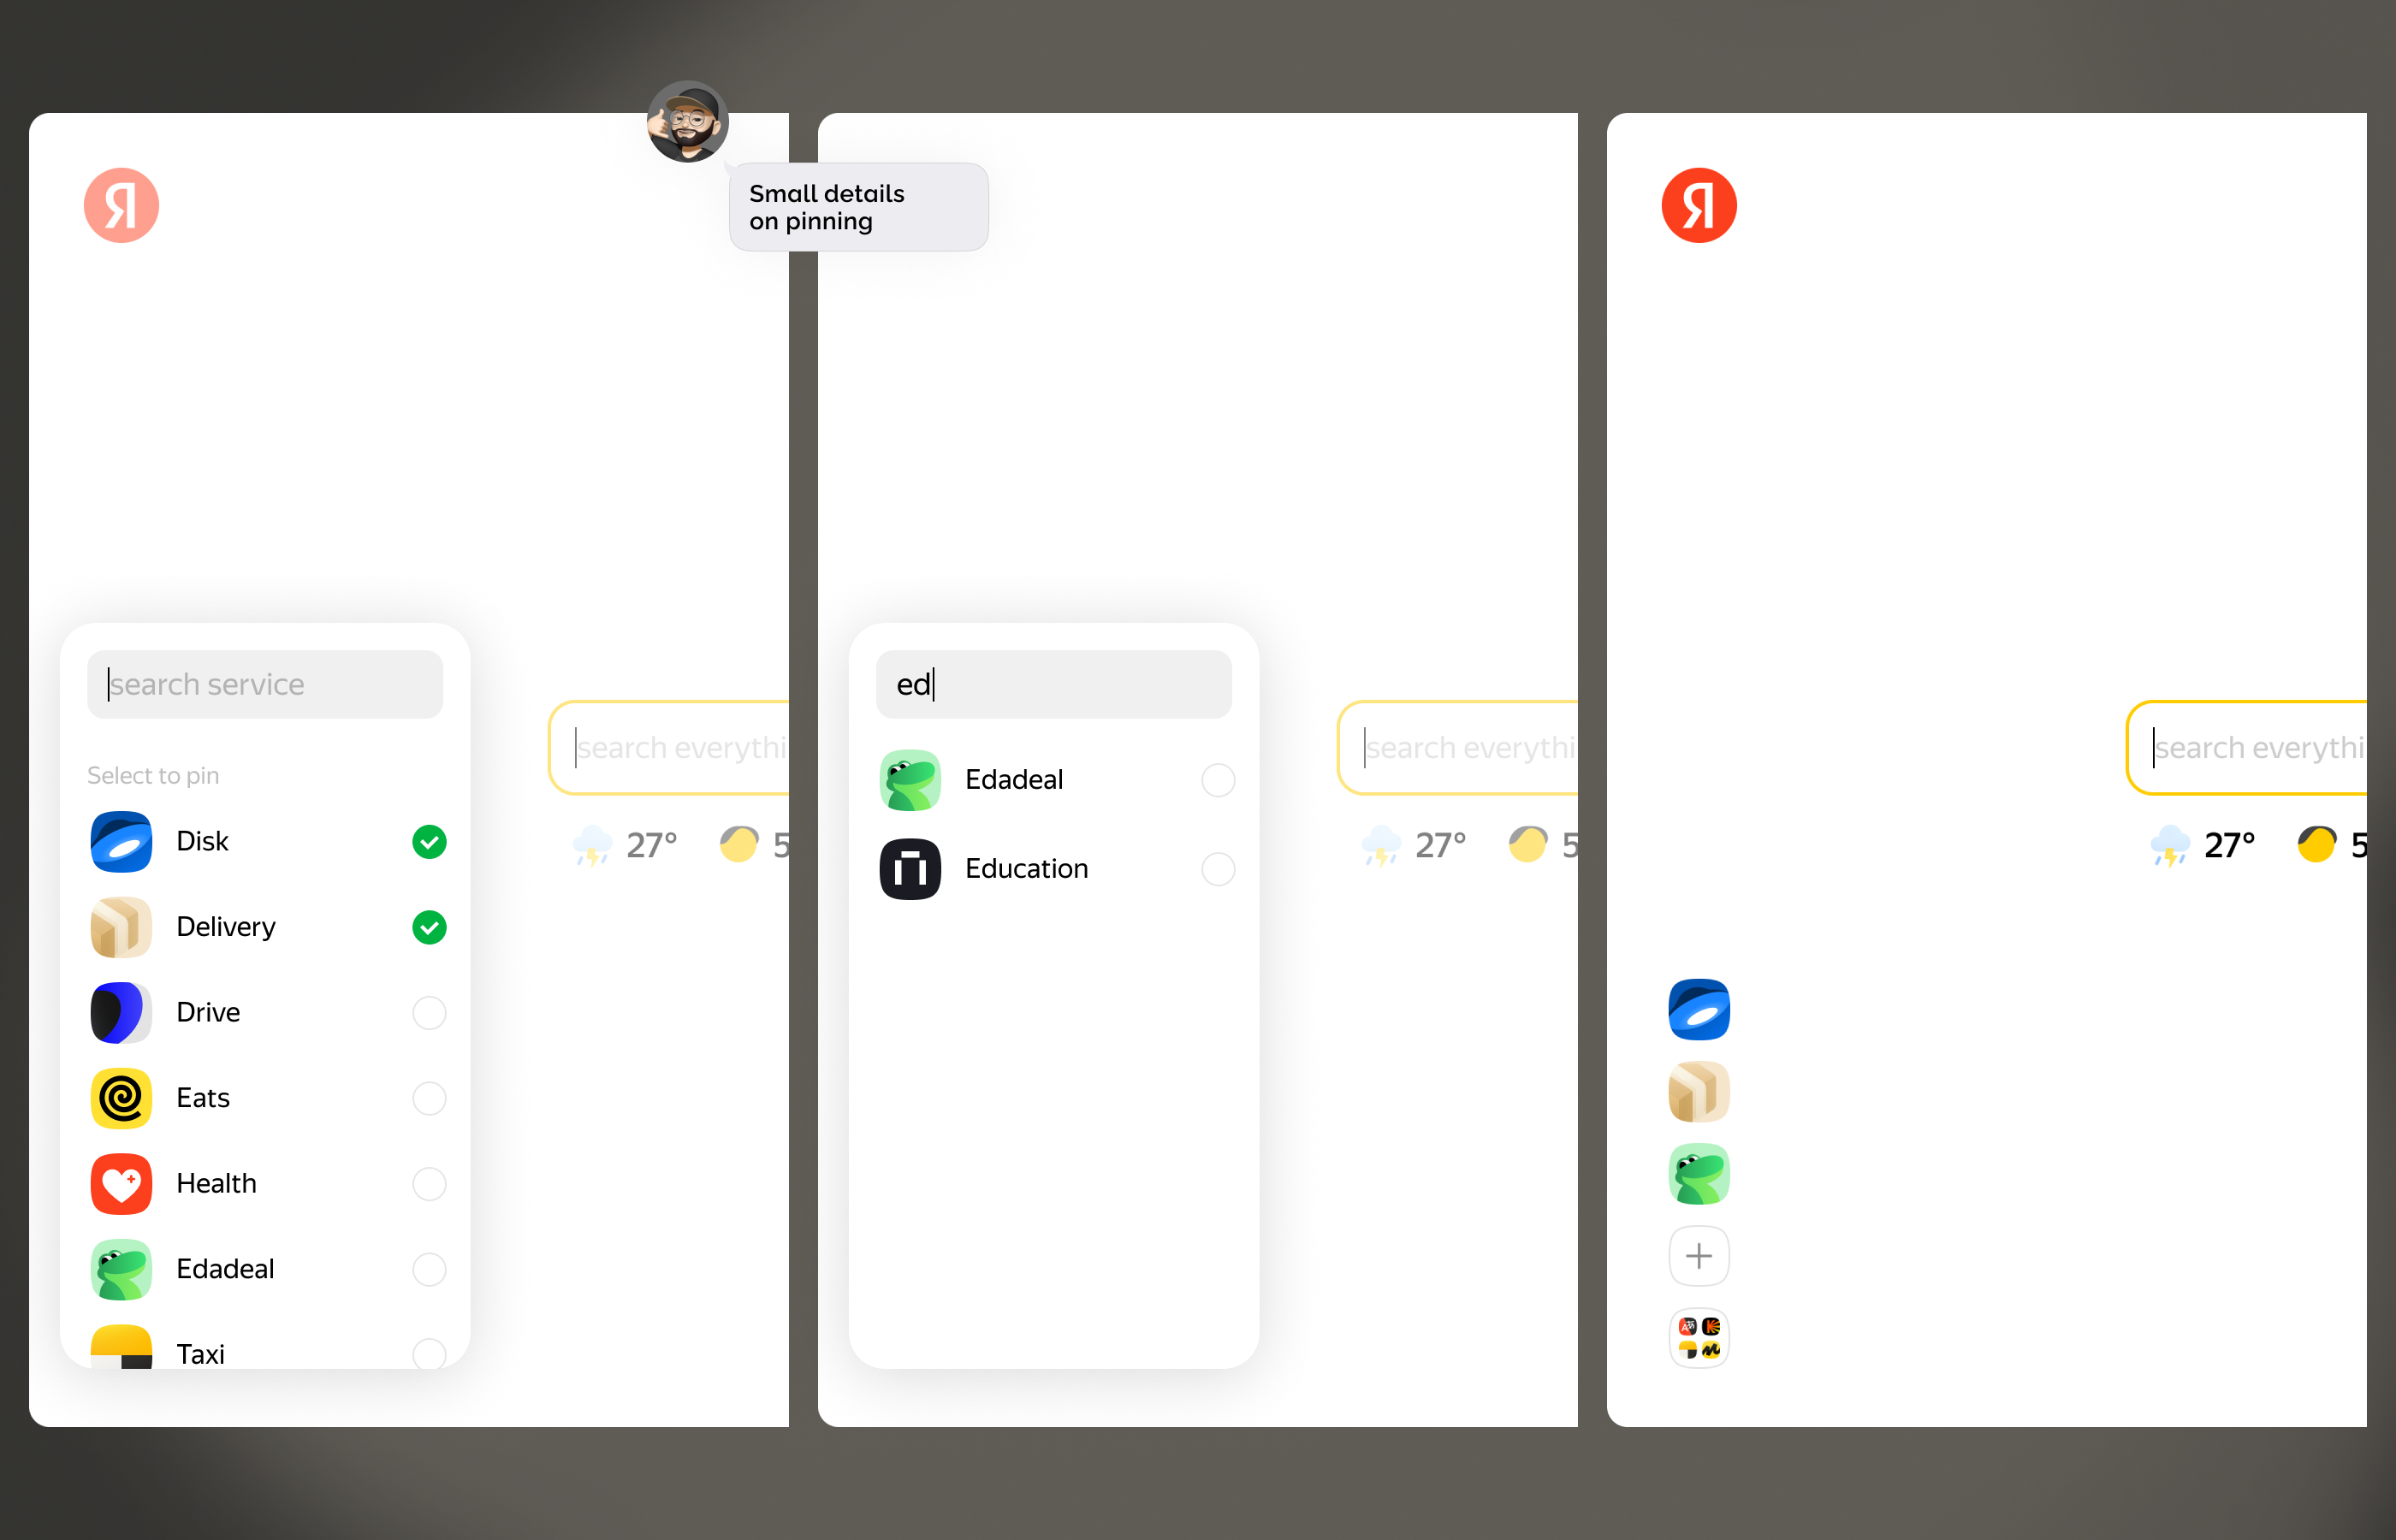 Я
Small details
on pinning
search service
Select to pin
Disk
Delivery
Drive
Eats
Health
Edadeal
Taxi
search everythi
27°
5
ed
Edadeal
Education
search everythi
27°
5
Я
search everythi
27°
5